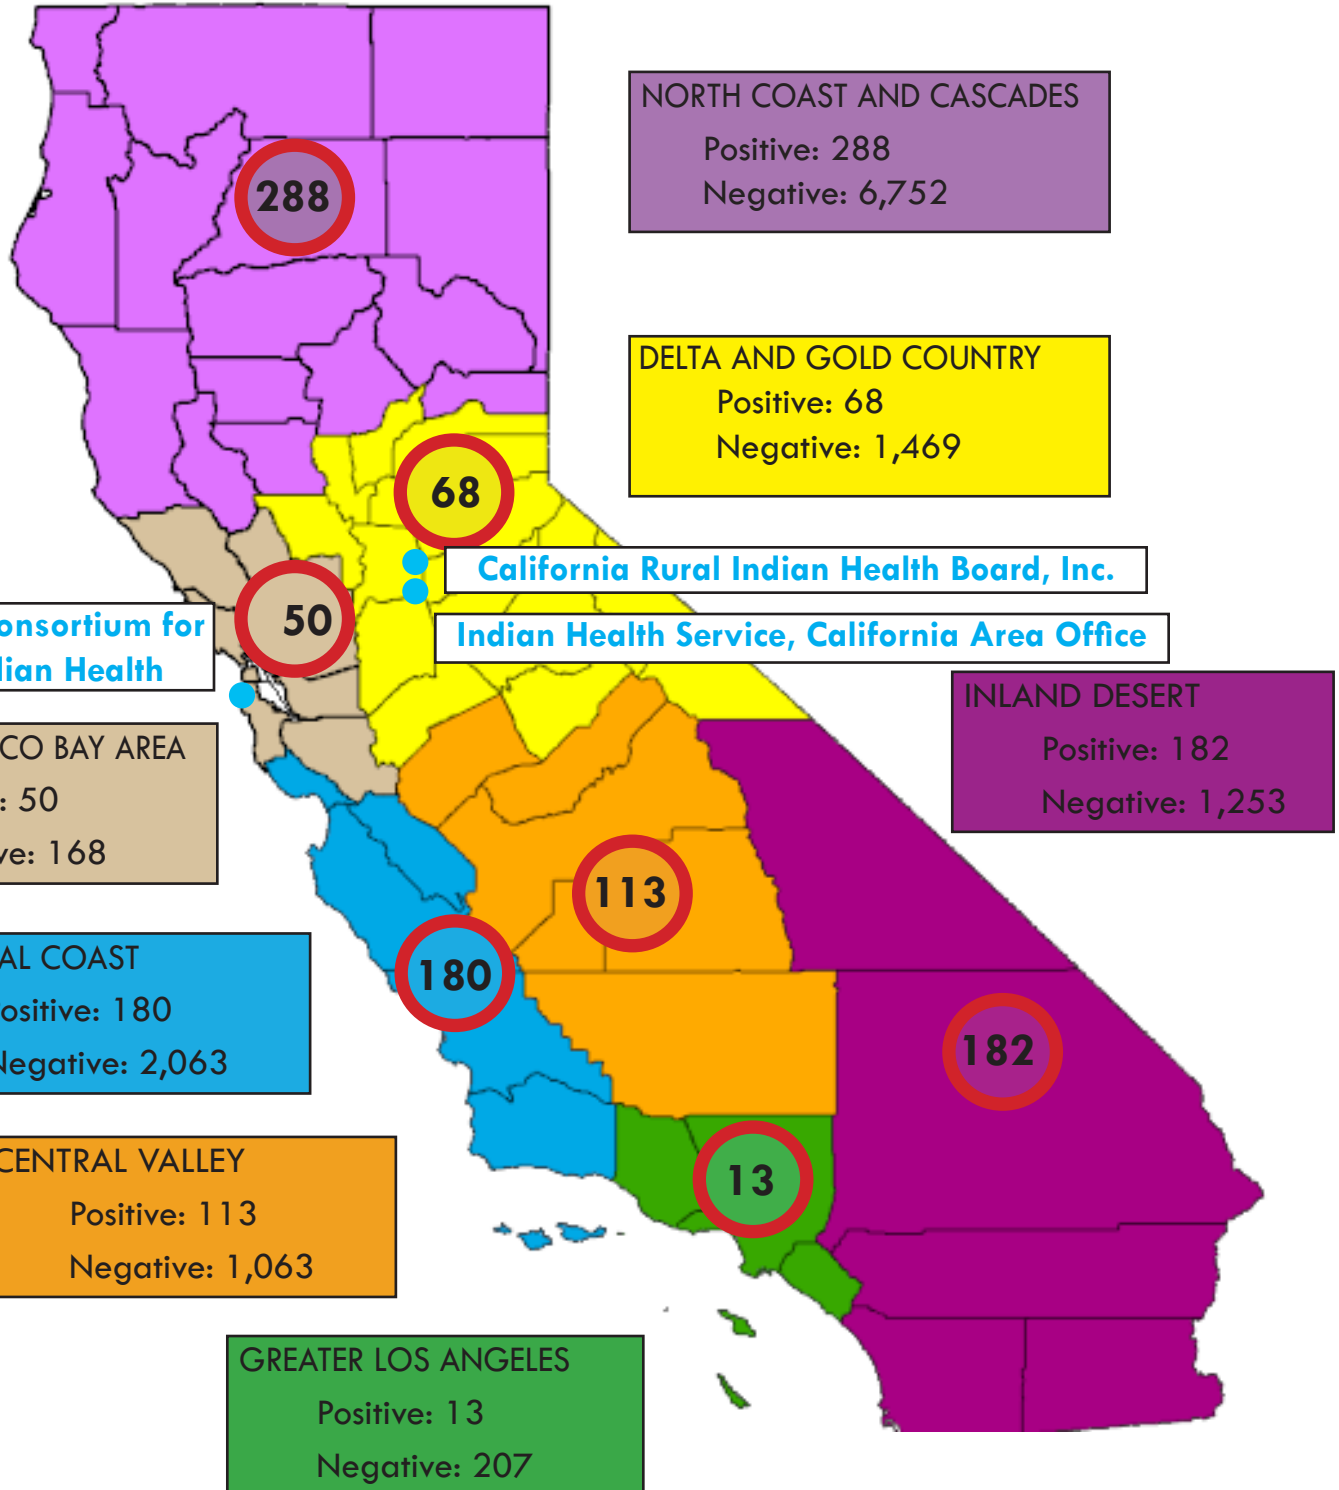 NORTH COAST AND CASCADES
Positive: 288
Negative: 6,752
288
DELTA AND GOLD COUNTRY
Positive: 68
Negative: 1,469
68
California Rural Indian Health Board, Inc.
Indian Health Service, California Area Office
onsortium for
dian Health
50
CO BAY AREA
: 50
ve: 168
INLAND DESERT
Positive: 182
Negative: 1,253
113
AL COAST
ositive: 180
Negative: 2,063
180
182
CENTRAL VALLEY
Positive: 113
Negative: 1,063
13
GREATER LOS ANGELES
Positive: 13
Negative: 207